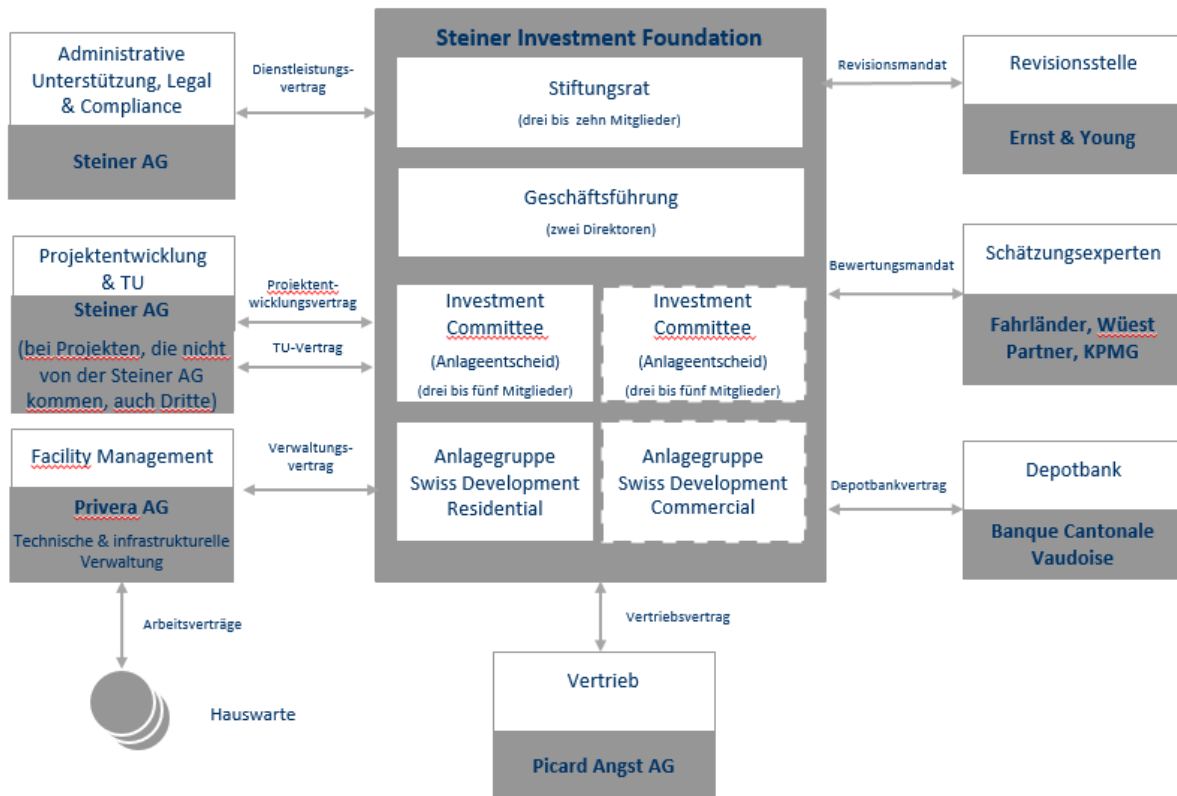 Administrative
Unterstützung, Legal
& Compliance
Steiner AG
Dienstleistungs-
vertrag
Projektentwicklung
& TU
Steiner AG
(bei Projekten, die nicht
von der Steiner AG
kommen, auch Dritte)
Projektent-
wicklungsvertrag
TU-Vertrag
Facility Management
Privera AG
Technische & infrastrukturelle
Verwaltung
Verwaltungs-
vertrag
Arbeitsverträge
Hauswarte
Steiner Investment Foundation
Stiftungsrat
(drei bis zehn Mitglieder)
Geschäftsführung
(zwei Direktoren)
Investment
Committee
(Anlageentscheid)
(drei bis fünf Mitglieder)
Investment
Committee
(Anlageentscheid)
(drei bis fünf Mitglieder)
Anlagegruppe
Swiss Development
Residential
Anlagegruppe
Swiss Development
Commercial
Vertriebsvertrag
Vertrieb
Picard Angst AG
Revisionsmandat
Revisionsstelle
Ernst & Young
Bewertungsmandat
Schätzungsexperten
Fahrländer, Wüest
Partner, KPMG
Depotbankvertrag
Depotbank
Banque Cantonale
Vaudoise